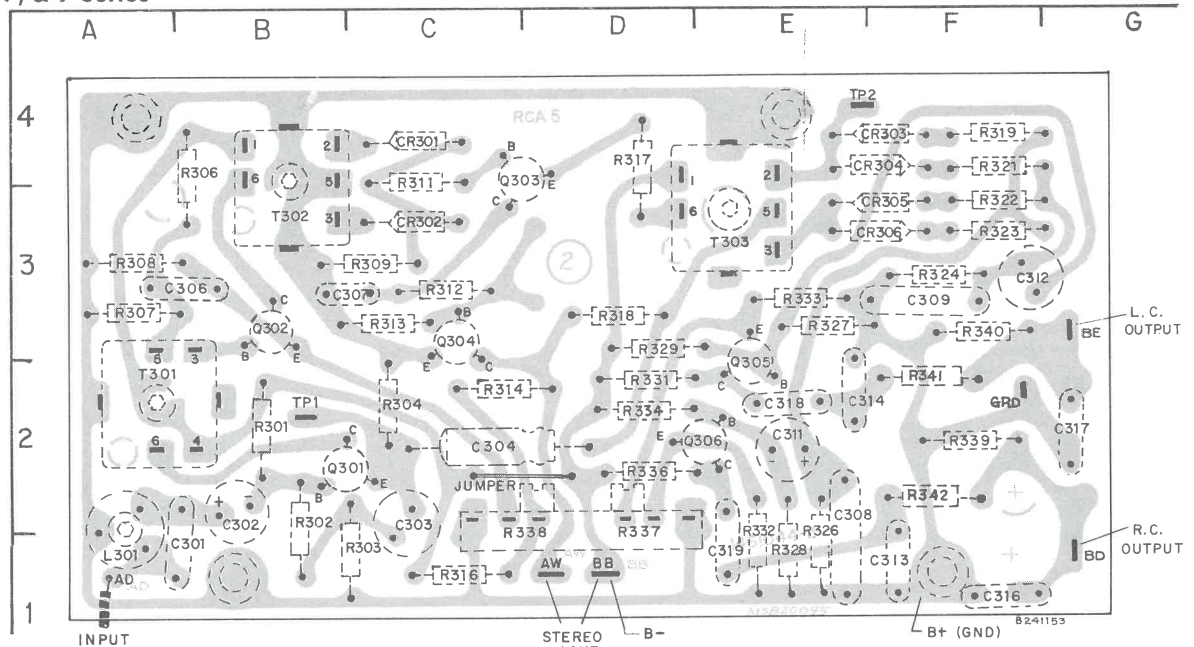 A B C D E F G
4
RCA 5
TP2
B
2
CR301
CR303 R319
R306
R317
6
5
R311
Q303
E
1
2
CR304 R321
T302
C
6
5
CR305 R322
3
CR302
T303
CR306 R323
3
3
R308 R309
2
R324 C312
C306 C307 R312
R333
C309
L.C. OUTPUT
R307
C
R313
B
R318
R327
R340
BE
Q302
Q304
E
R329
Q305
B E
E C
C B
5 3
T301
R314
R331
R341
GRD
R304
C318
C314
TP1
R334
B
C317
2
R301
C311
C
E
Q306
R339
6 4
C304
- +
Q301
C
R336
B E
JUMPER
R342
+ -
C302
R302
C303
R338 R337
R332
R326
C308
C301
L301
R303
C319
R328
C313
R.C. OUTPUT
AW BB
BD
AD
R316
C316
1
MSB20095
B241153
INPUT
STEREO
B-
B+ (GND)